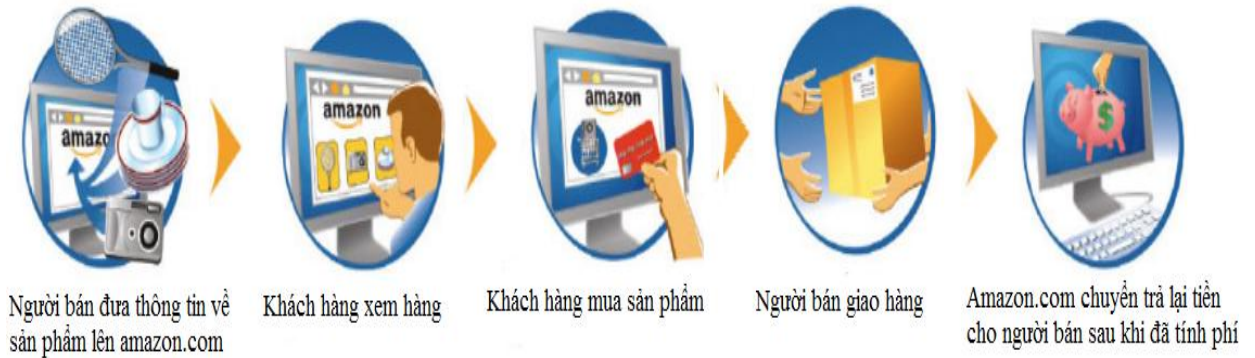 amazon
amazon
amazon
Người bán đưa thông tin về
sản phẩm lên amazon.com
Khách hàng xem hàng
Khách hàng mua sản phẩm
Người bán giao hàng
Amazon.com chuyển trả lại tiền
cho người bán sau khi đã tính phí
$